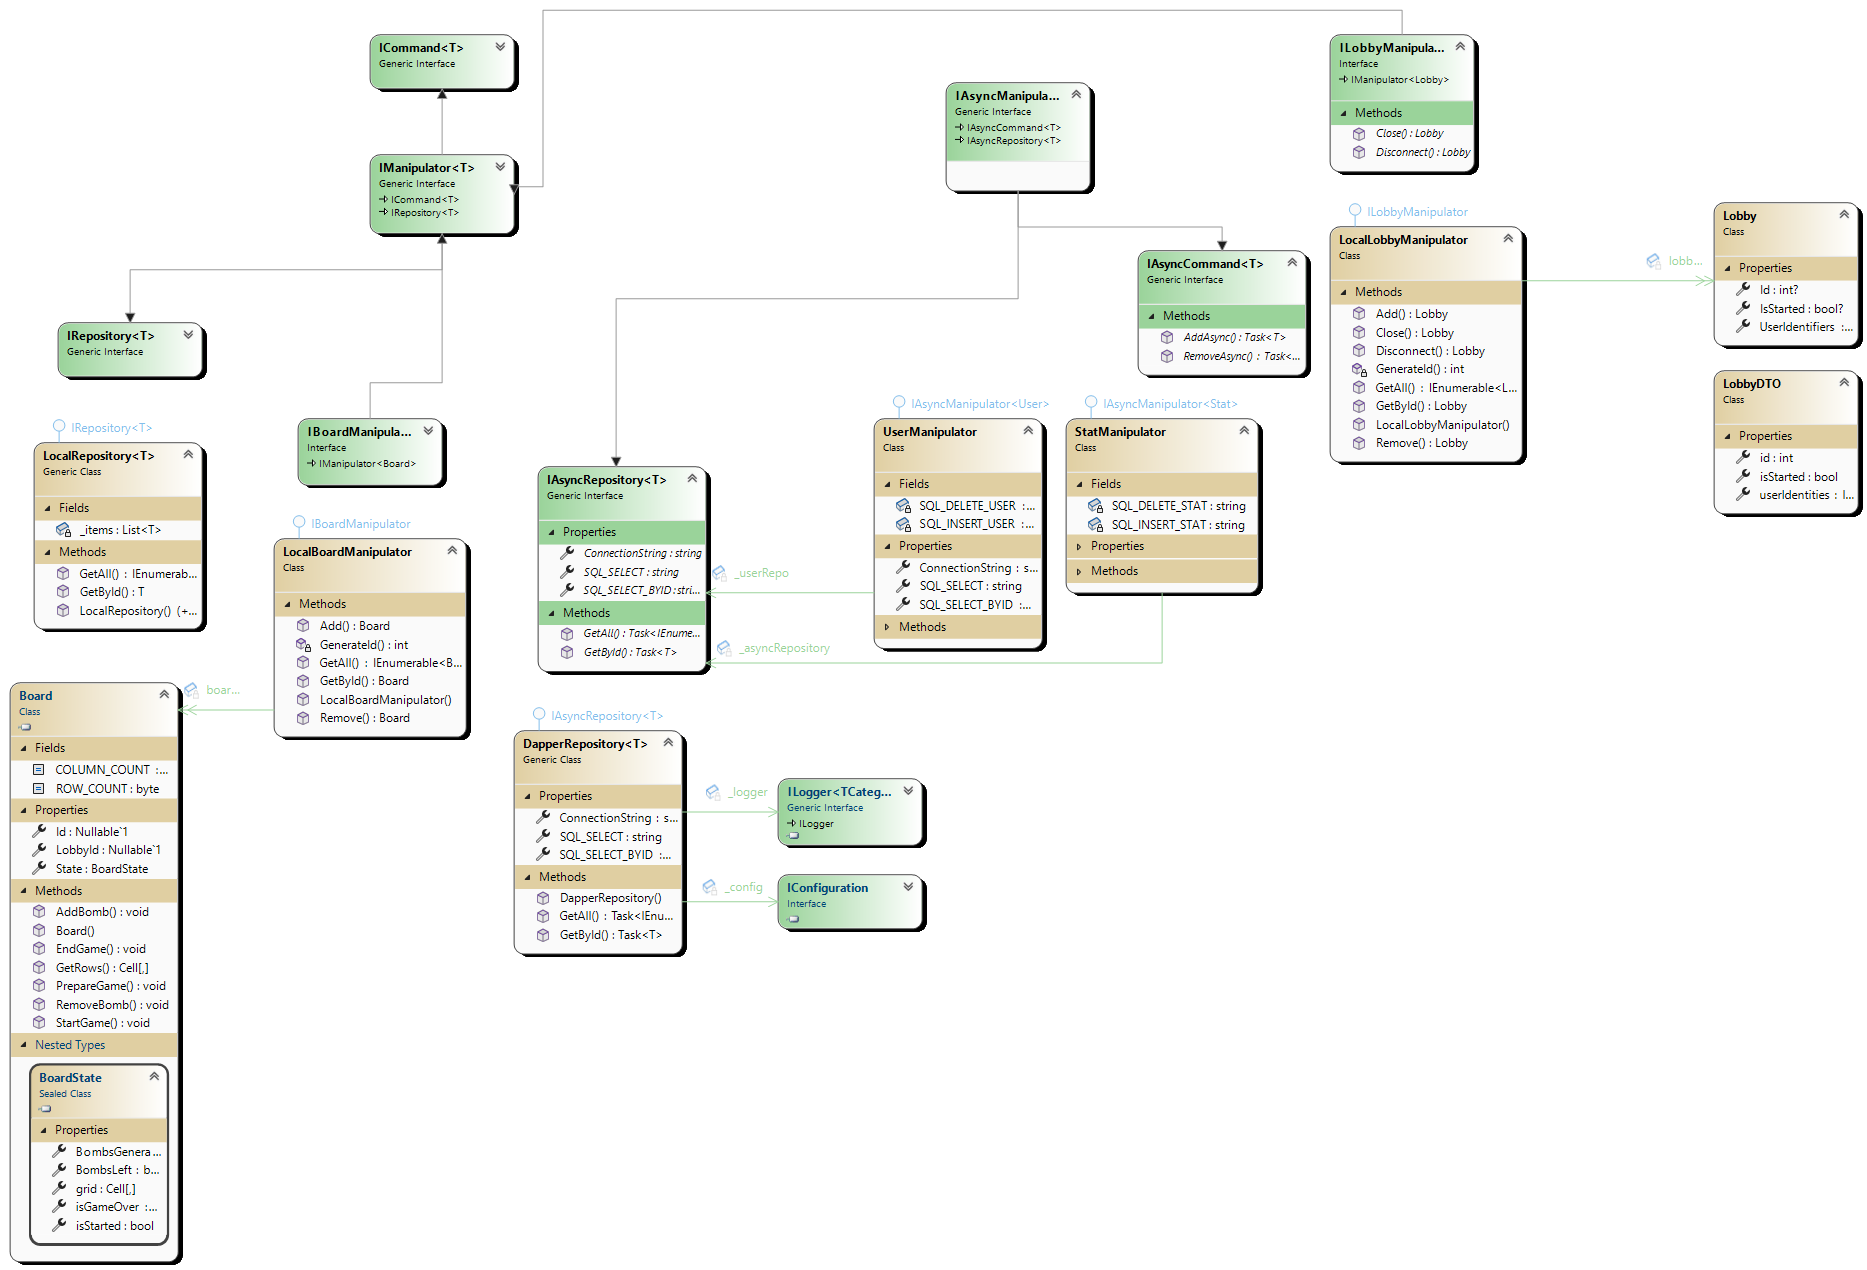 ICommand<T>
Generic Interface
IManipulator<T>
Generic Interface
ICommand<T>
IRepository<T>
IRepository<T>
Generic Interface
IRepository<T>
LocalRepository<T>
Generic Class
Fields
_items : List<T>
Methods
GetAll() : IEnumerab...
GetById() : T
LocalRepository() (+...
IBoardManipula...
Interface
IManipulator<Board>
IBoardManipulator
LocalBoardManipulator
Class
Methods
Add() : Board
GenerateId() : int
GetAll() : IEnumerable<B...
GetById() : Board
LocalBoardManipulator()
Remove() : Board
boar...
Board
Class
Fields
COLUMN_COUNT :...
ROW_COUNT : byte
Properties
Id : Nullable`1
LobbyId : Nullable`1
State : BoardState
Methods
AddBomb() : void
Board()
EndGame() : void
GetRows() : Cell[,]
PrepareGame() : void
RemoveBomb() : void
StartGame() : void
Nested Types
BoardState
Sealed Class
Properties
BombsGenera...
BombsLeft : b...
grid : Cell[,]
isGameOver :...
isStarted : bool
IAsyncManipula...
Generic Interface
IAsyncCommand<T>
IAsyncRepository<T>
IAsyncCommand<T>
Generic Interface
Methods
AddAsync() : Task<T>
RemoveAsync() : Task<...
IAsyncRepository<T>
Generic Interface
Properties
ConnectionString : string
SQL_SELECT : string
SQL_SELECT_BYID : stri...
Methods
GetAll() : Task<IEnume...
GetById() : Task<T>
_userRepo
_asyncRepository
IAsyncManipulator<User>
UserManipulator
Class
Fields
SQL_DELETE_USER :...
SQL_INSERT_USER :...
Properties
ConnectionString : s...
SQL_SELECT : string
SQL_SELECT_BYID :...
Methods
IAsyncManipulator<Stat>
StatManipulator
Class
Fields
SQL_DELETE_STAT : string
SQL_INSERT_STAT : string
Properties
Methods
IAsyncRepository<T>
DapperRepository<T>
Generic Class
Properties
ConnectionString : s...
SQL_SELECT : string
SQL_SELECT_BYID :...
Methods
DapperRepository()
GetAll() : Task<IEnu...
GetById() : Task<T>
_logger
ILogger<TCateg...
Generic Interface
ILogger
_config
IConfiguration
Interface
ILobbyManipula...
Interface
IManipulator<Lobby>
Methods
Close() : Lobby
Disconnect() : Lobby
ILobbyManipulator
LocalLobbyManipulator
Class
Methods
Add() : Lobby
Close() : Lobby
Disconnect() : Lobby
GenerateId() : int
GetAll() : IEnumerable<L...
GetById() : Lobby
LocalLobbyManipulator()
Remove() : Lobby
lobb...
Lobby
Class
Properties
Id : int?
IsStarted : bool?
UserIdentifiers :...
LobbyDTO
Class
Properties
id : int
isStarted : bool
userIdentities : I...